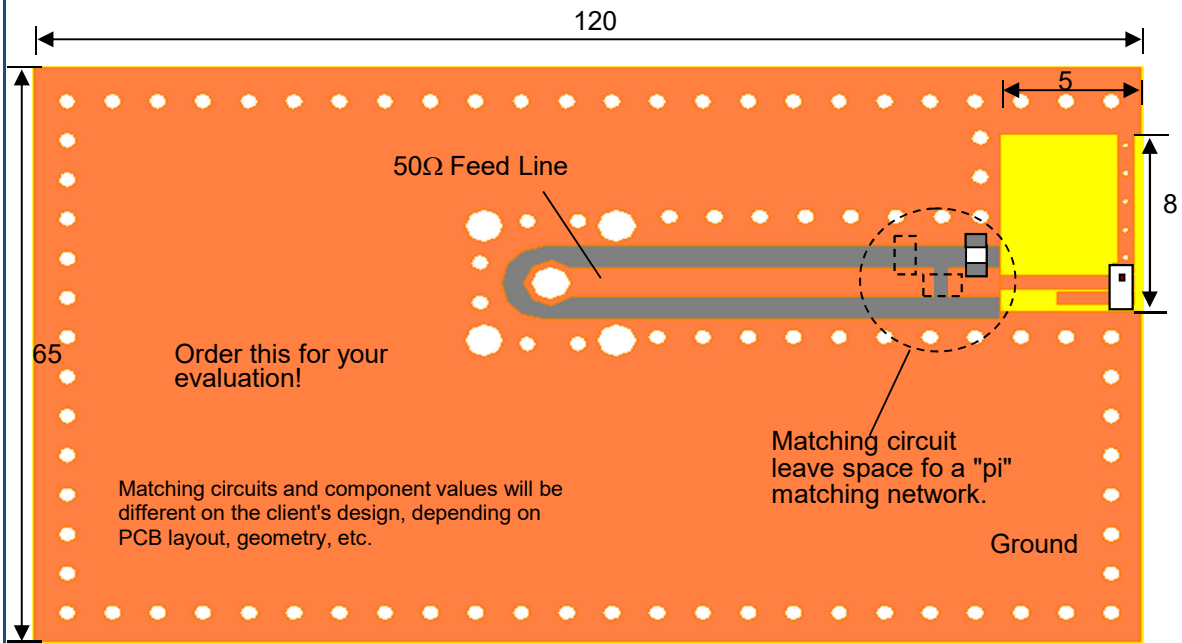 120
5
50Ω Feed Line
8
65
Order this for your
evaluation!
Matching circuit
leave space fo a "pi"
matching network.
Matching circuits and component values will be
different on the client's design, depending on
PCB layout, geometry, etc.
Ground